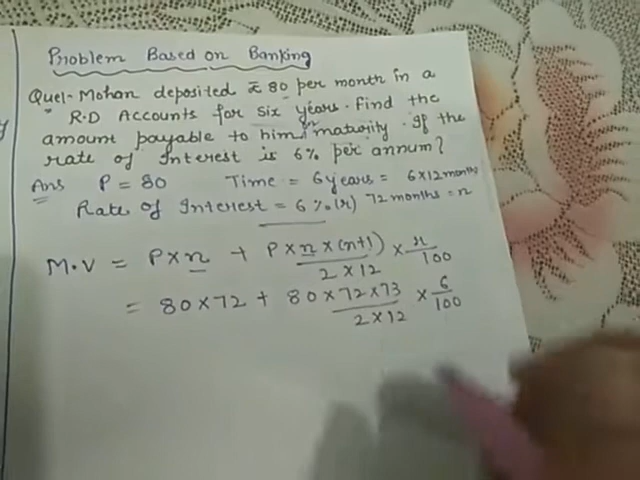 Problem Based on Banking
Que1- Mohan deposited ₹ 80 per month in a
R.D Accounts for six years. Find the
amount payable to him in maturity. If the
rate of Interest is 6% per annum?
Ans P = 80 Time = 6 years = 6×12 months
Rate of Interest = 6% (r) 72 months = n
M.V = P×n + P×n×(n+1)/2×12 × r/100
= 80×72 + 80×72×73/2×12 × 6/100